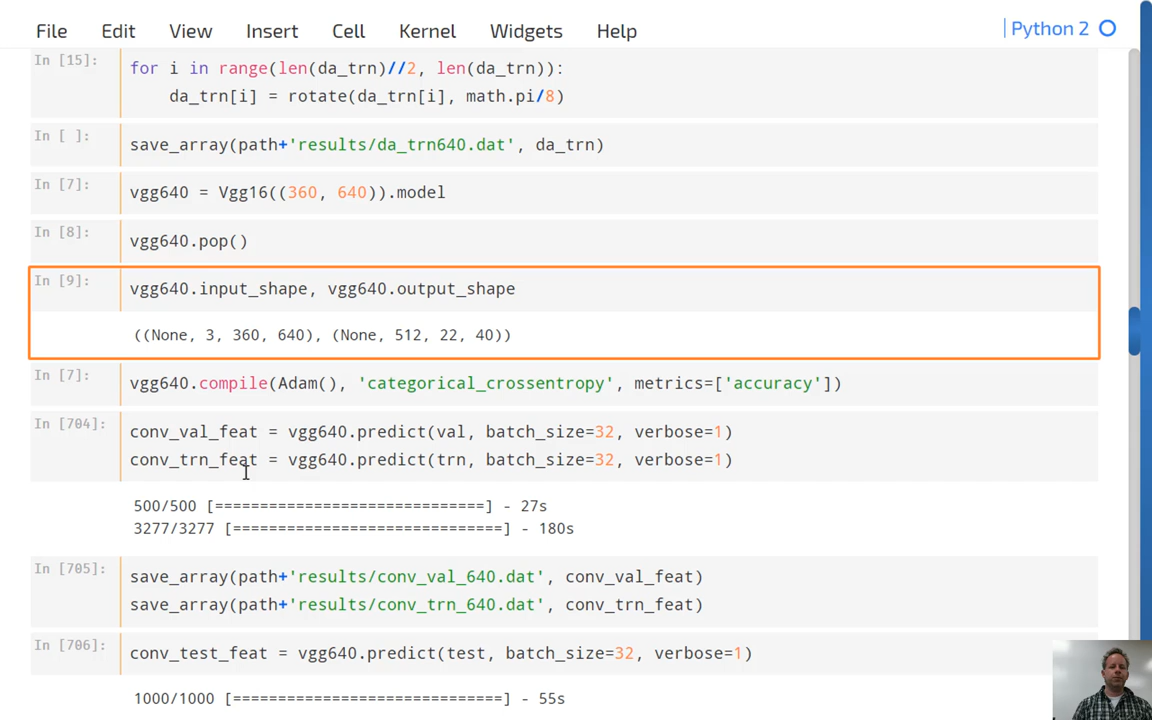 File Edit View Insert Cell Kernel Widgets Help Python 2
In [15]: for i in range(len(da_trn)//2, len(da_trn)):
da_trn[i] = rotate(da_trn[i], math.pi/8)
In [ ]: save_array(path+'results/da_trn640.dat', da_trn)
In [7]: vgg640 = Vgg16((360, 640)).model
In [8]: vgg640.pop()
In [9]: vgg640.input_shape, vgg640.output_shape
((None, 3, 360, 640), (None, 512, 22, 40))
In [7]: vgg640.compile(Adam(), 'categorical_crossentropy', metrics=['accuracy'])
In [704]: conv_val_feat = vgg640.predict(val, batch_size=32, verbose=1)
conv_trn_feat = vgg640.predict(trn, batch_size=32, verbose=1)
500/500 [==============================] - 27s
3277/3277 [==============================] - 180s
In [705]: save_array(path+'results/conv_val_640.dat', conv_val_feat)
save_array(path+'results/conv_trn_640.dat', conv_trn_feat)
In [706]: conv_test_feat = vgg640.predict(test, batch_size=32, verbose=1)
1000/1000 [==============================] - 55s